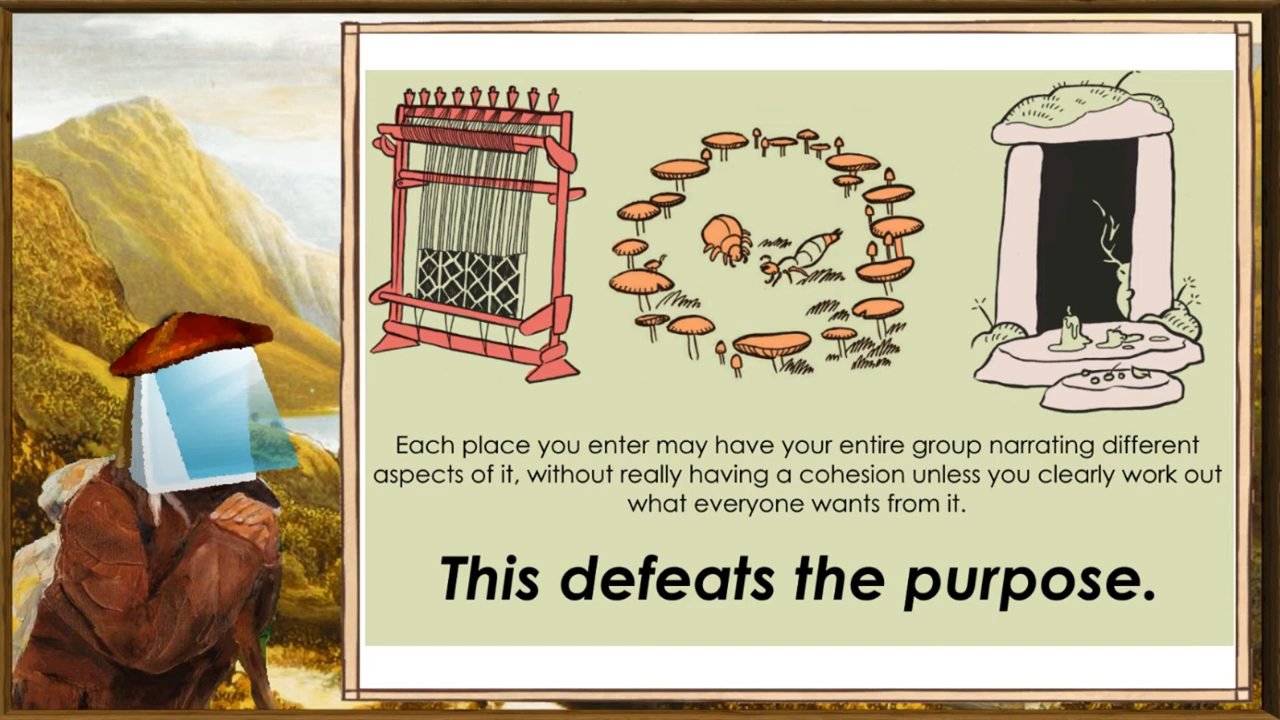 Each place you enter may have your entire group narrating different
aspects of it, without really having a cohesion unless you clearly work out
what everyone wants from it.
This defeats the purpose.